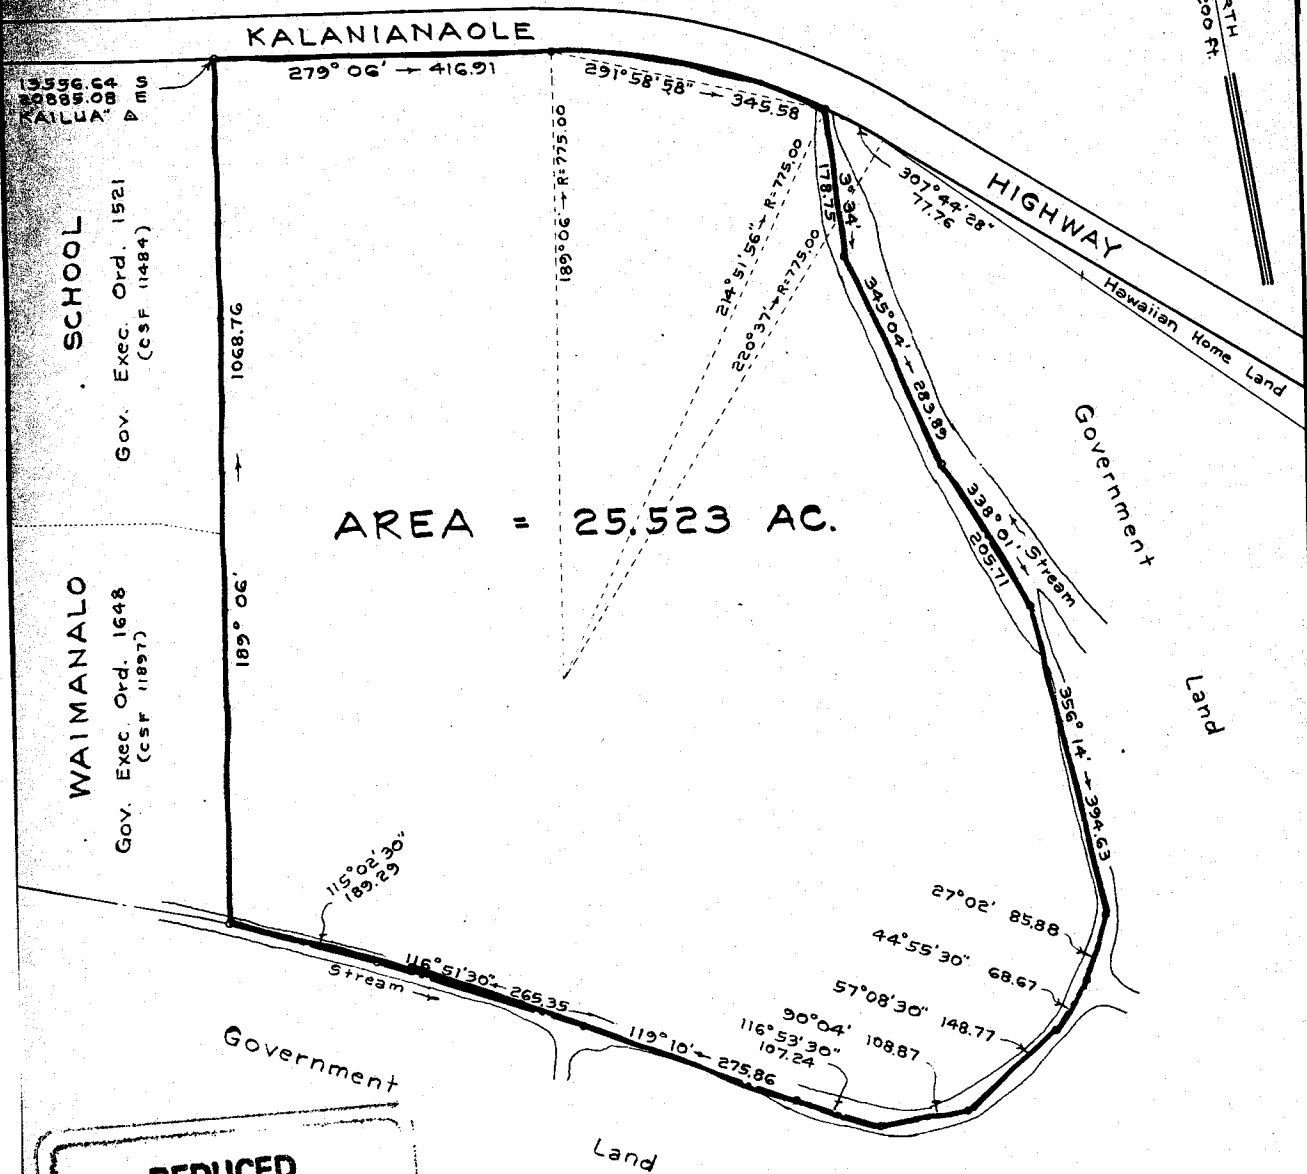 KALANIANAOLE
279° 06' → 416.91
291°58'58" → 345.58
RTH
200 ft.
13596.64 S
20885.08 E
"KAILUA" Δ
189°06' → R=775.00
214°51'56" → R=775.00
220°37' → R=775.00
3°34' →
178.75
307°44'28"
77.76
HIGHWAY
Hawaiian Home Land
SCHOOL
Gov. Exec. Ord. 1521
(CSF 11484)
1068.76
345°04' → 283.89
Government
AREA = 25.523 AC.
338°01' →
205.71
Stream
WAIMANALO
Gov. Exec. Ord. 1648
(CSF 11897)
189° 06'
Land
356° 14' → 394.63
115°02'30"
189.29
27°02' 85.88
44°55'30" 68.67
116°51'30" 265.35
Stream →
57°08'30" 148.77
90°04' 108.87
116°53'30"
107.24
119°10' 275.86
Government
Land
REDUCED